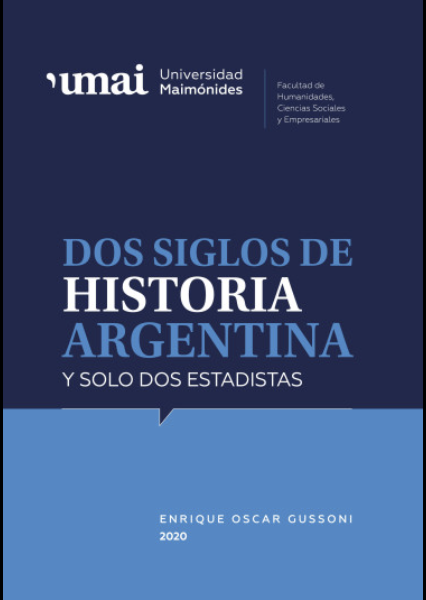 umai
Universidad
Maimónides
Facultad de
Humanidades,
Ciencias Sociales
y Empresariales
DOS SIGLOS DE
HISTORIA
ARGENTINA
Y SOLO DOS ESTADISTAS
ENRIQUE OSCAR GUSSONI
2020